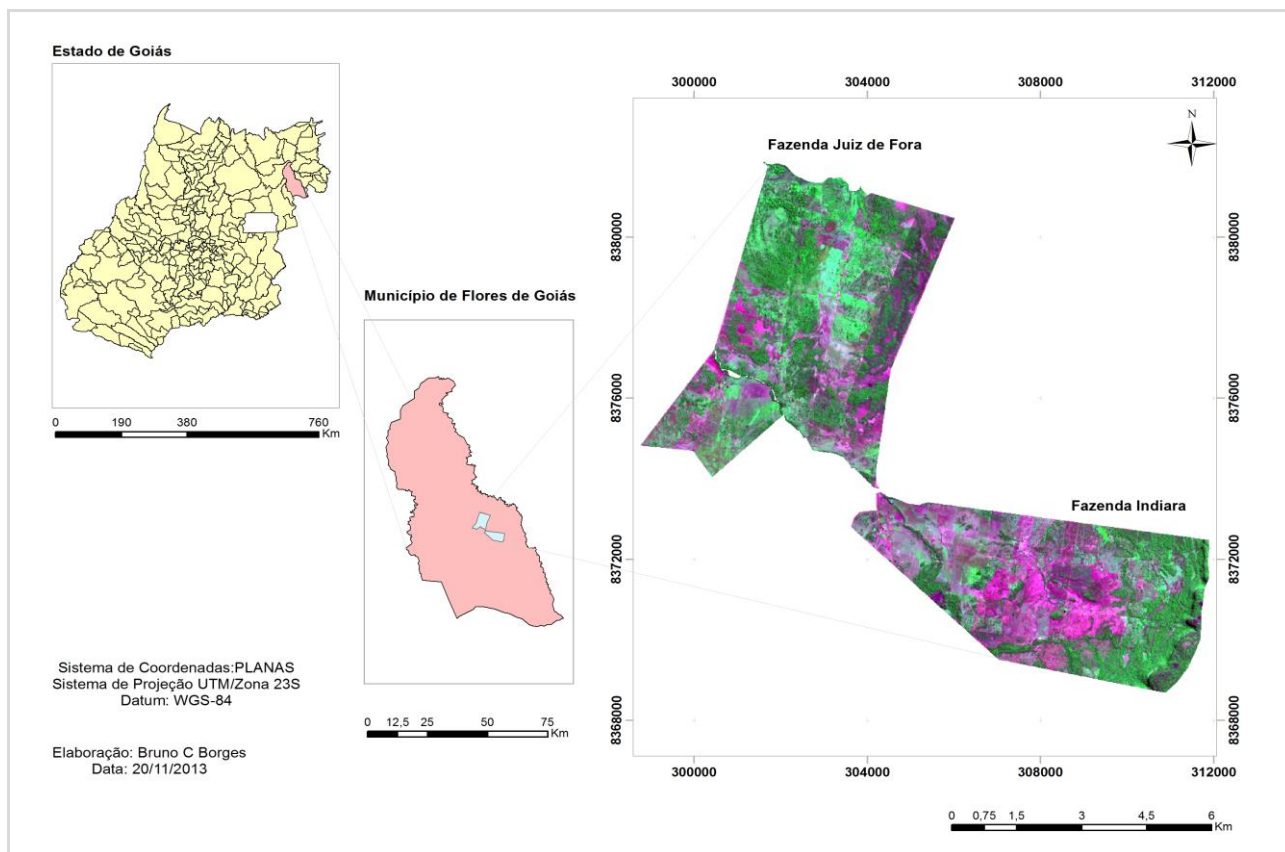 Estado de Goiás
0 190 380 760
Km
Município de Flores de Goiás
0 12,5 25 50 75
Km
Sistema de Coordenadas:PLANAS
Sistema de Projeção UTM/Zona 23S
Datum: WGS-84
Elaboração: Bruno C Borges
Data: 20/11/2013
300000 304000 308000 312000
N
Fazenda Juiz de Fora
8380000
8380000
8376000
8376000
Fazenda Indiara
8372000
8372000
8368000
8368000
300000 304000 308000 312000
0 0,75 1,5 3 4,5 6
Km